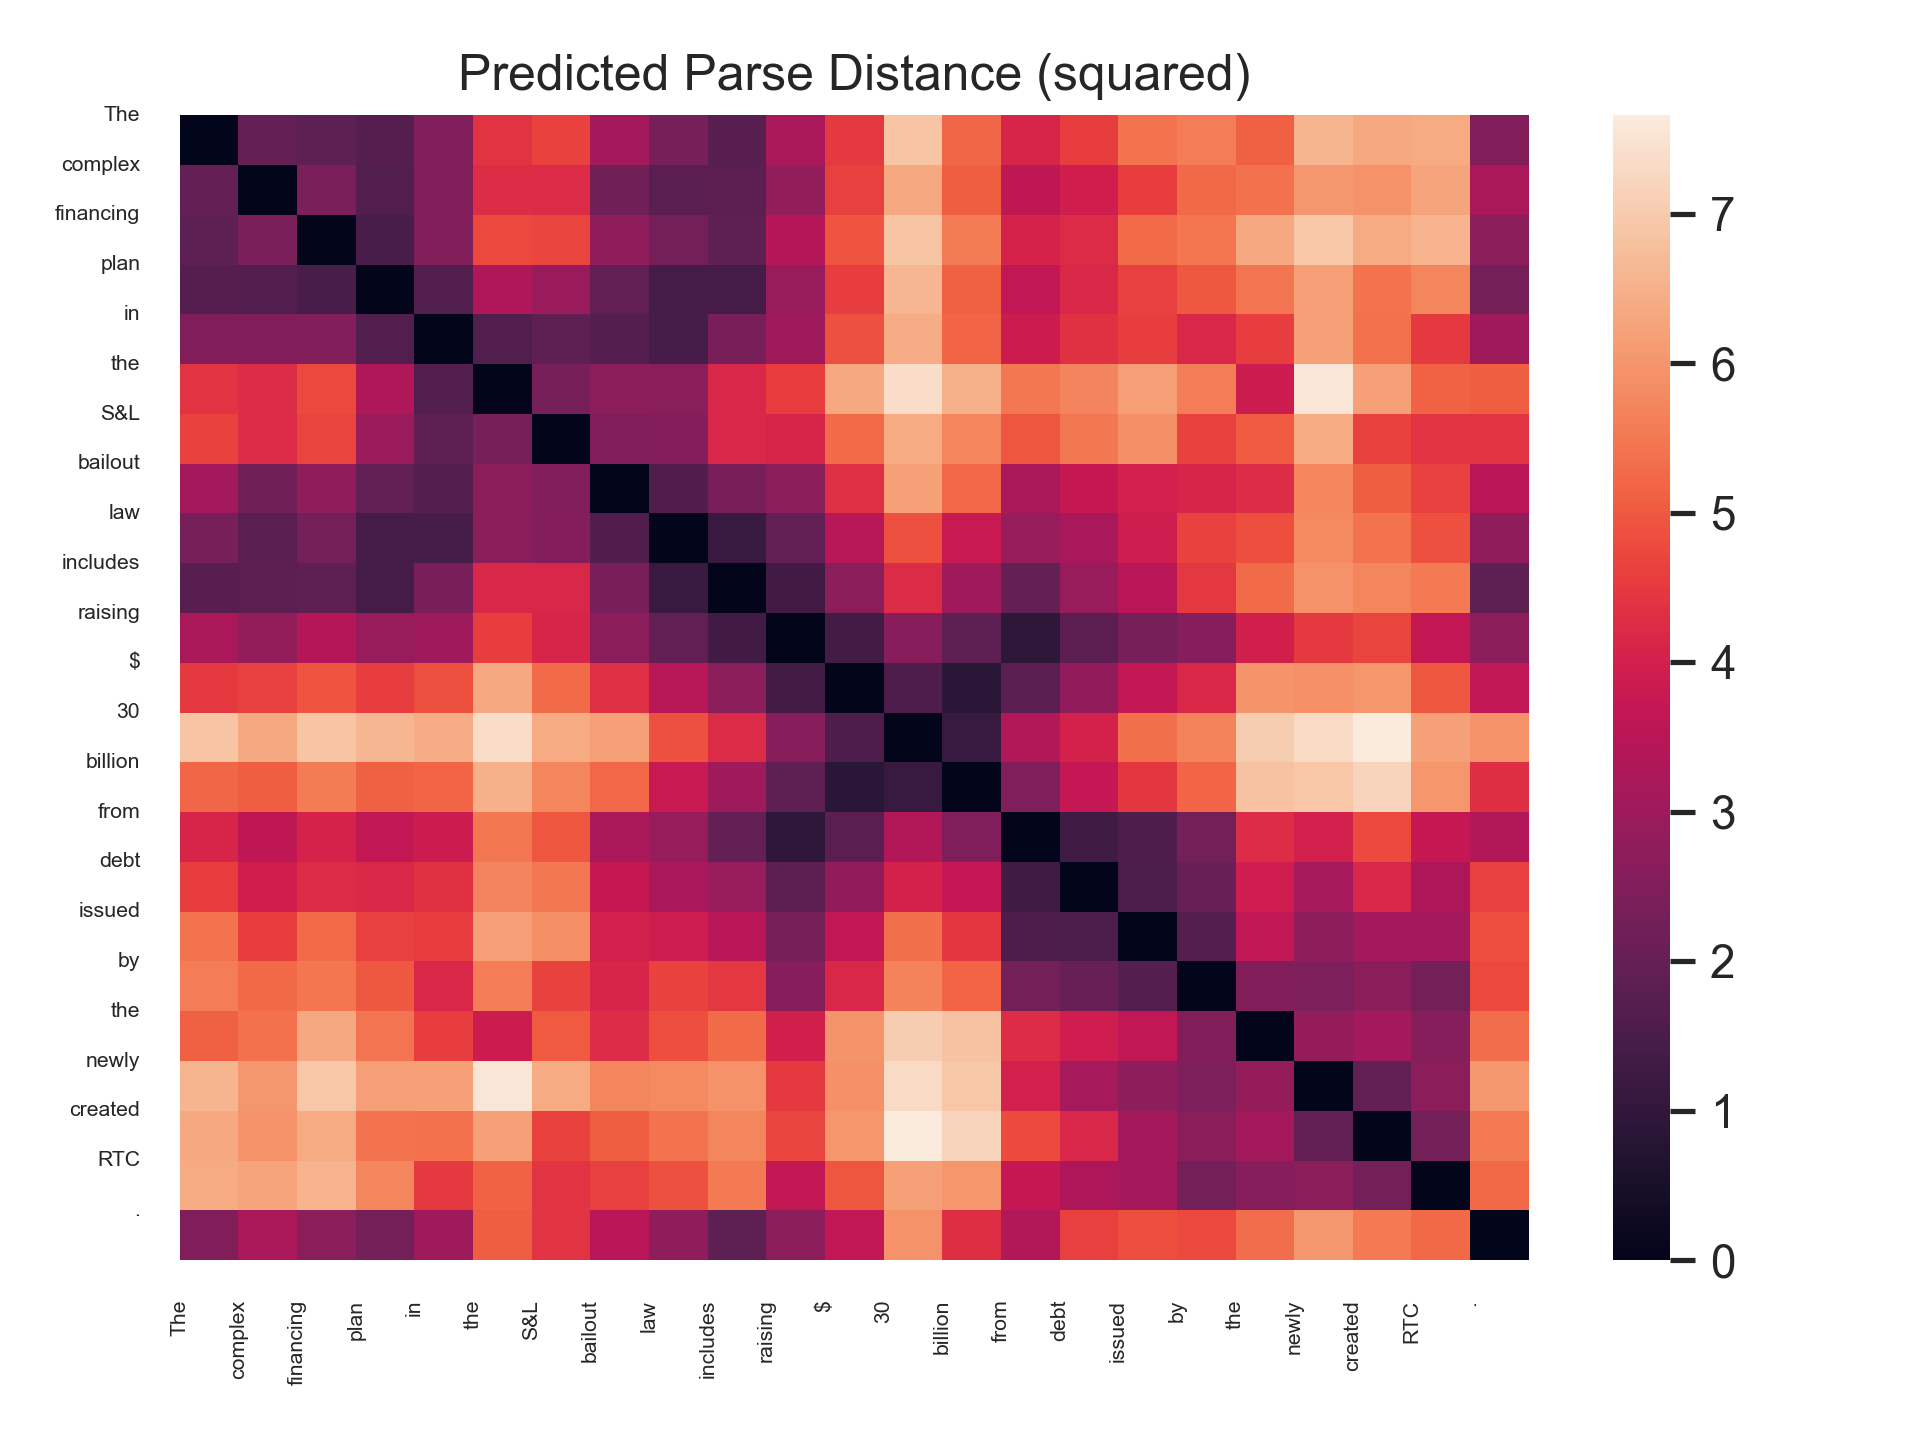 Predicted Parse Distance (squared)
The
complex
financing
plan
in
the
S&L
bailout
law
includes
raising
$
30
billion
from
debt
issued
by
the
newly
created
RTC
.
7
6
5
4
3
2
1
0
The
complex
financing
plan
in
the
S&L
bailout
law
includes
raising
$
30
billion
from
debt
issued
by
the
newly
created
RTC
.